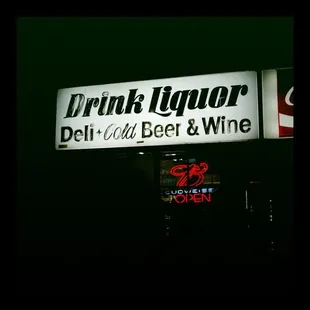 Drink Liquor
Deli + Cold Beer & Wine
OPEN